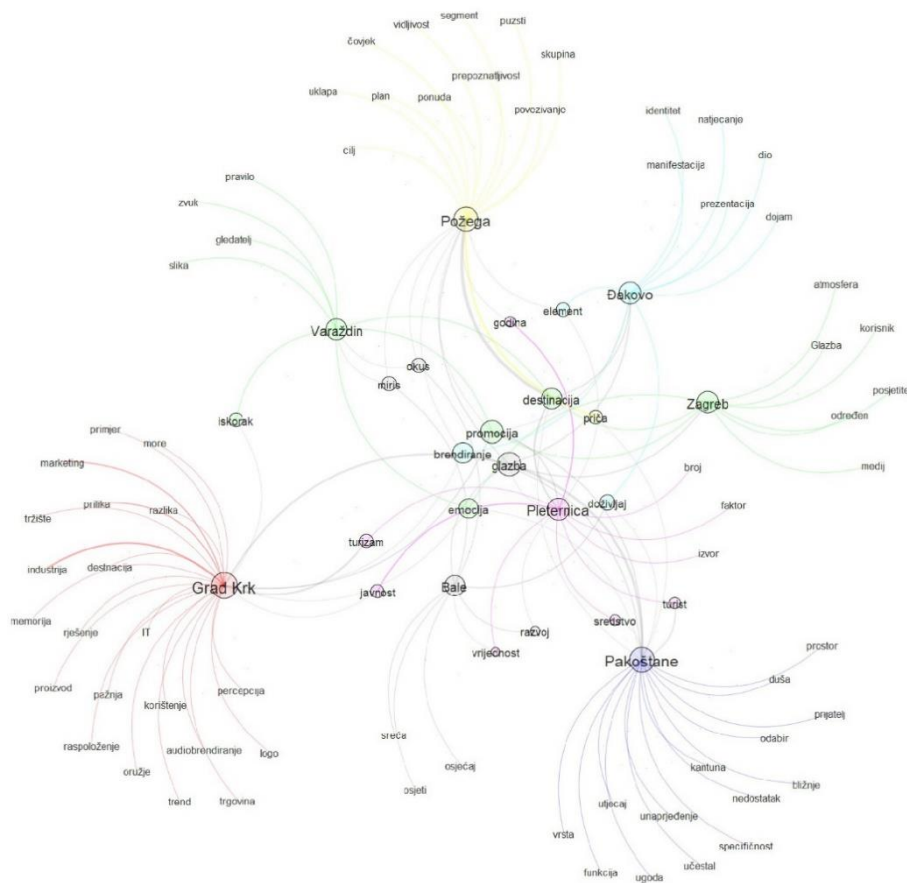 segment
vidljivost
puzsti
čovjek
skupina
prepoznatljivost
uklapa
plan
ponuda
povezivanje
cilj
identitet
natjecanje
manifestacija
dio
prezentacija
dojam
pravilo
zvuk
gledatelj
slika
Požega
Đakovo
element
godina
Varaždin
atmosfera
korisnik
Glazba
posjetite
određen
medij
okus
miris
destinacija
Zagreb
priča
iskorak
promocija
brendiranje
glazba
primjer
more
marketing
prilika
razlika
tržište
industrija
destnacija
memorija
rješenje
IT
proizvod
pažnja
korištenje
percepcija
raspoloženje
audiobrendiranje
logo
oružje
trend
trgovina
Grad Krk
emocija
turizam
javnost
Pleternica
doživljaj
broj
faktor
izvor
turist
sredstvo
Bale
razvoj
vrijecnost
sreća
osjećaj
osjeti
Pakoštane
prostor
duša
prijatelj
odabir
kantuna
bližnje
nedostatak
utjecaj
unaprjeđenje
vrsta
specifičnost
funkcija
učestal
ugoda